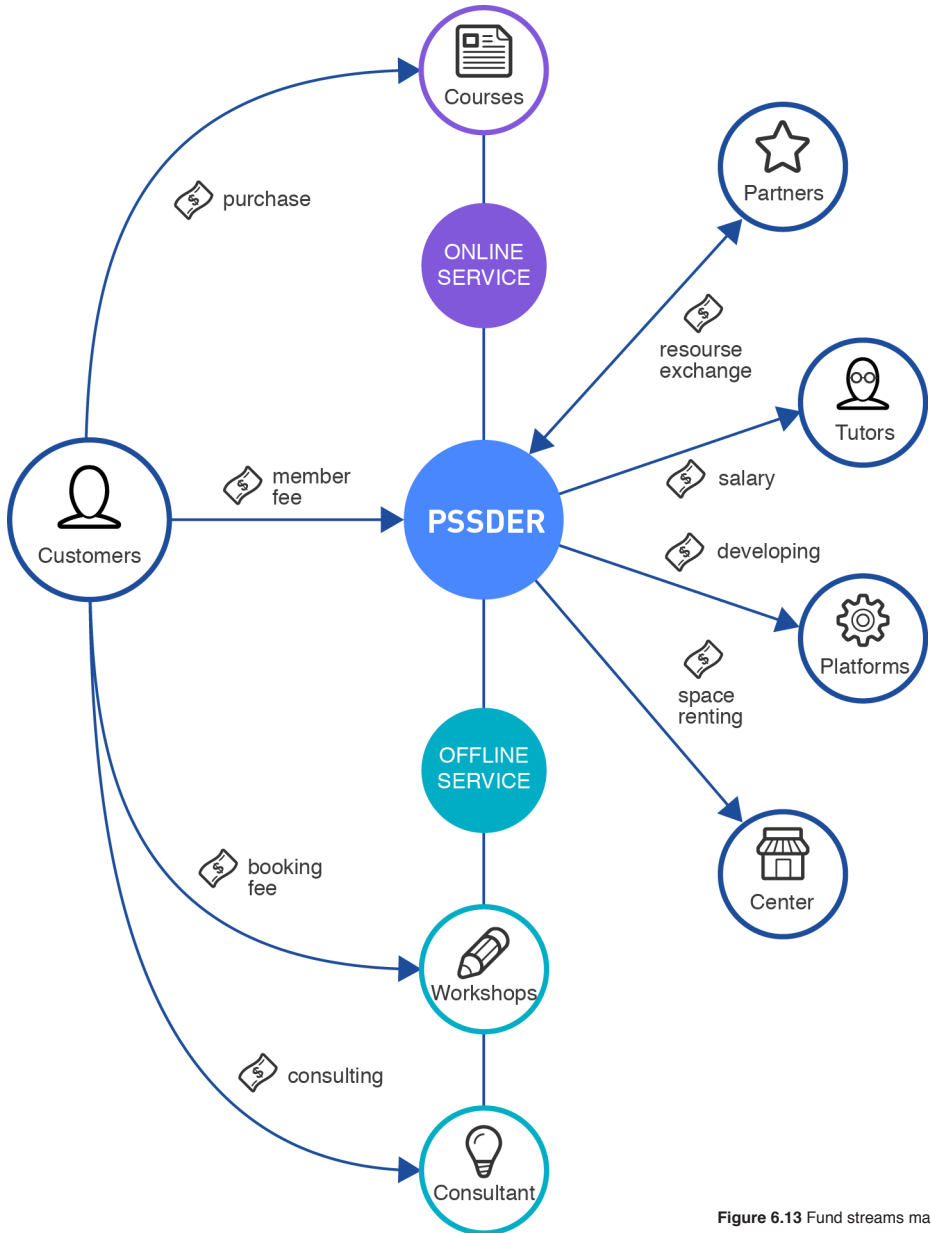 Courses
Partners
purchase
ONLINE
SERVICE
resourse
exchange
Tutors
member
fee
salary
PSSDER
Customers
developing
Platforms
space
renting
OFFLINE
SERVICE
booking
fee
Center
Workshops
consulting
Consultant
Figure 6.13 Fund streams ma